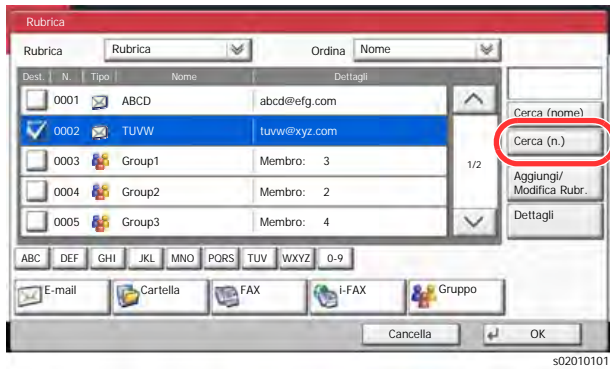 Rubrica
Rubrica Rubrica Ordina Nome
Dest. N. Tipo Nome Dettagli
0001 ABCD abcd@efg.com
0002 TUVW tuvw@xyz.com
0003 Group1 Membro: 3
0004 Group2 Membro: 2
0005 Group3 Membro: 4
1/2
Cerca (nome)
Cerca (n.)
Aggiungi/
Modifica Rubr.
Dettagli
ABC DEF GHI JKL MNO PQRS TUV WXYZ 0-9
E-mail Cartella FAX i-FAX Gruppo
Cancella OK
s02010101